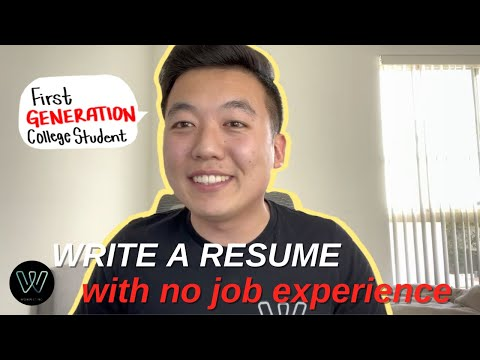 First
GENERATION
College Student
WRITE A RESUME
with no job experience
W
W